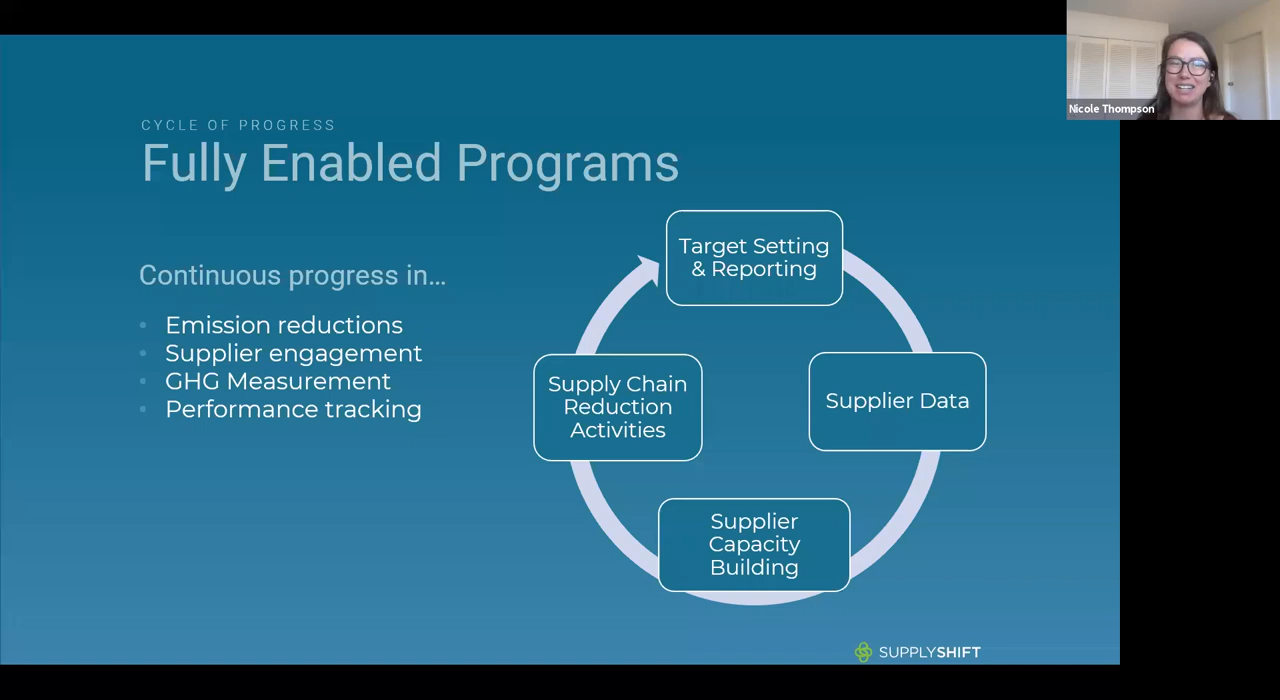 CYCLE OF PROGRESS
Fully Enabled Programs
Continuous progress in...
• Emission reductions
• Supplier engagement
• GHG Measurement
• Performance tracking
Target Setting
& Reporting
Supplier Data
Supplier
Capacity
Building
Supply Chain
Reduction
Activities
SUPPLYSHIFT
Nicole Thompson